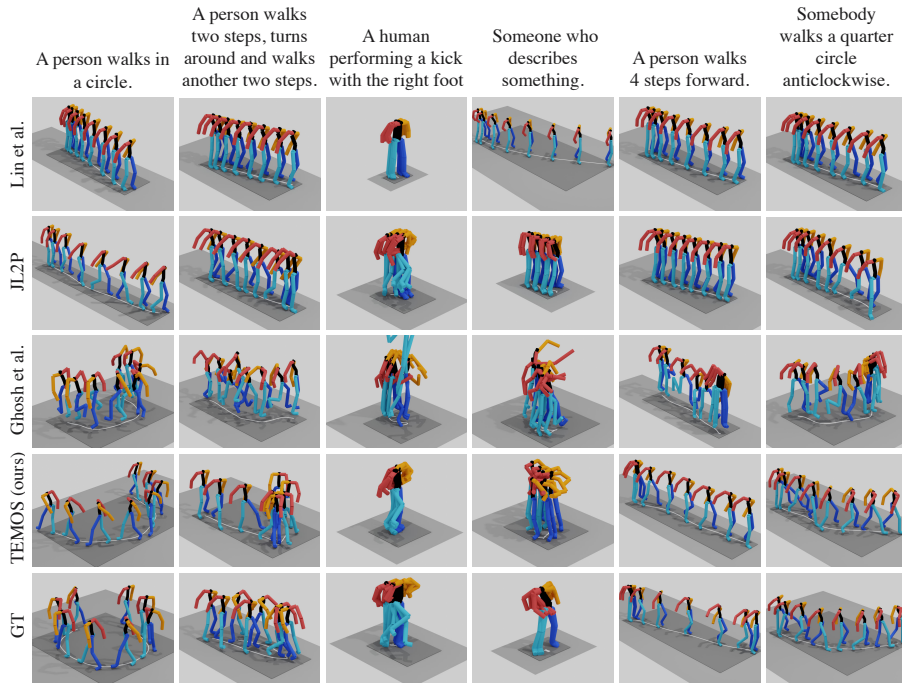 A person walks in
a circle.
A person walks
two steps, turns
around and walks
another two steps.
A human
performing a kick
with the right foot
Someone who
describes
something.
A person walks
4 steps forward.
Somebody
walks a quarter
circle
anticlockwise.
Lin et al.
JL2P
Ghosh et al.
TEMOS (ours)
GT